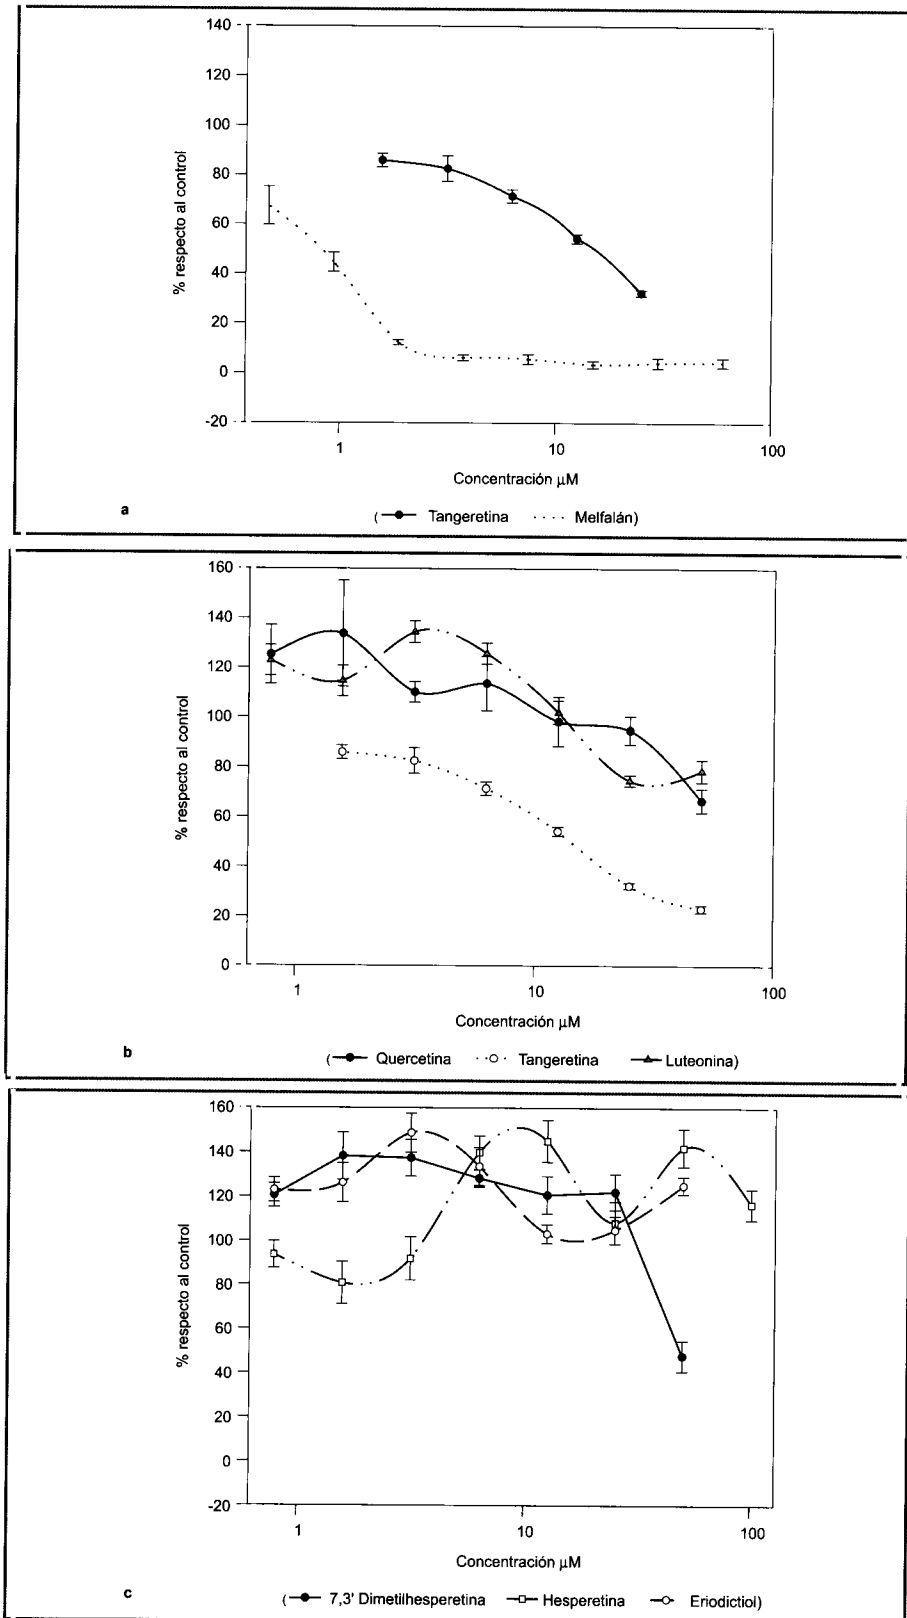 140
120
100
80
60
40
20
0
-20
% respecto al control
1 10 100
Concentración µM
a
(Tangeretina Melfalán)
160
140
120
100
80
60
40
20
0
% respecto al control
1 10 100
Concentración µM
b
(Quercetina Tangeretina Luteonina)
160
140
120
100
80
60
40
20
0
-20
% respecto al control
1 10 100
Concentración µM
c
(7,3' Dimetilhesperetina Hesperetina Eriodictiol)